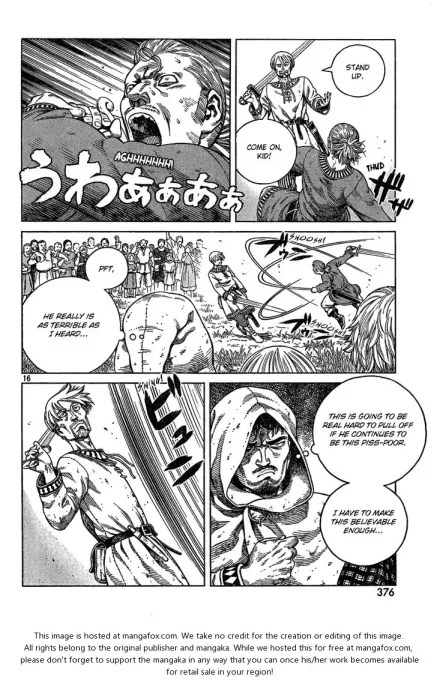 AGHHHHHHH!
うわぁぁぁぁ
STAND
UP.
COME ON,
KID!
THUD
PFT,
HE REALLY IS
AS TERRIBLE AS
I HEARD...
SHOOSH!
SHOOSH!
16
THIS IS GOING TO BE
REAL HARD TO PULL OFF
IF HE CONTINUES TO
BE THIS PISS-POOR.
I HAVE TO MAKE
THIS BELIEVABLE
ENOUGH...
376
This image is hosted at mangafox.com. We take no credit for the creation or editing of this image.
All rights belong to the original publisher and mangaka. While we hosted this for free at mangafox.com,
please don't forget to support the mangaka in any way that you can once his/her work becomes available
for retail sale in your region!